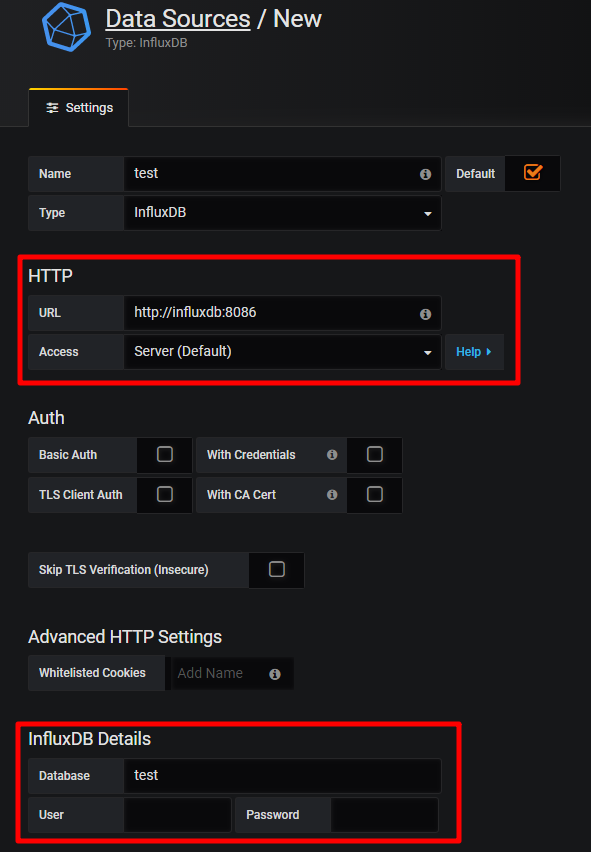 Data Sources / New
Type: InfluxDB
Settings
Name test Default
Type InfluxDB
HTTP
URL http://influxdb:8086
Access Server (Default) Help
Auth
Basic Auth With Credentials
TLS Client Auth With CA Cert
Skip TLS Verification (Insecure)
Advanced HTTP Settings
Whitelisted Cookies Add Name
InfluxDB Details
Database test
User Password